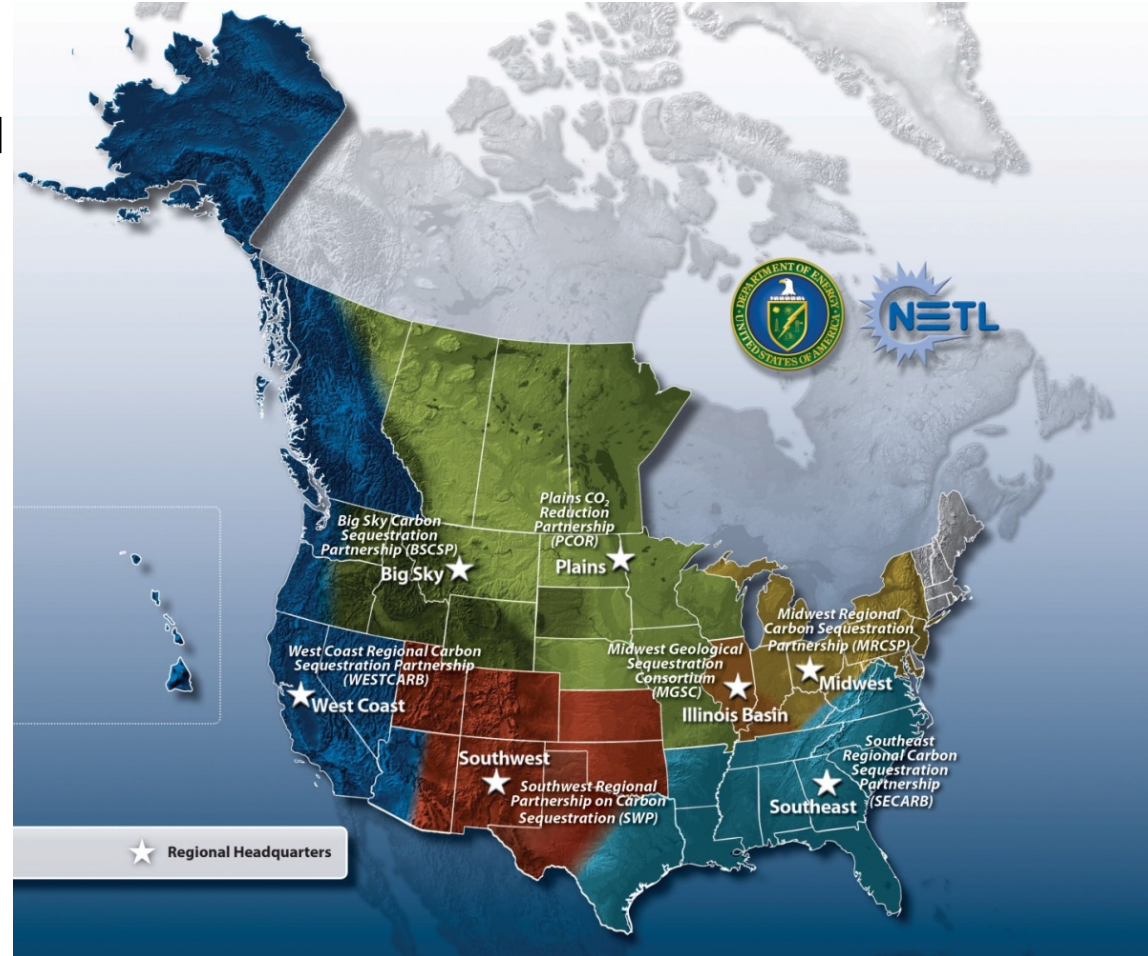 DEPARTMENT OF ENERGY
UNITED STATES OF AMERICA
NETL
Plains CO₂
Reduction
Partnership
(PCOR)
Plains
Big Sky Carbon
Sequestration
Partnership (BSCSP)
Big Sky
Midwest Regional
Carbon Sequestration
Partnership (MRCSP)
Midwest
West Coast Regional Carbon
Sequestration Partnership
(WESTCARB)
West Coast
Midwest Geological
Sequestration
Consortium
(MGSC)
Illinois Basin
Southwest
Southwest Regional
Partnership on Carbon
Sequestration (SWP)
Southeast
Regional Carbon
Sequestration
Partnership
(SECARB)
Southeast
Regional Headquarters